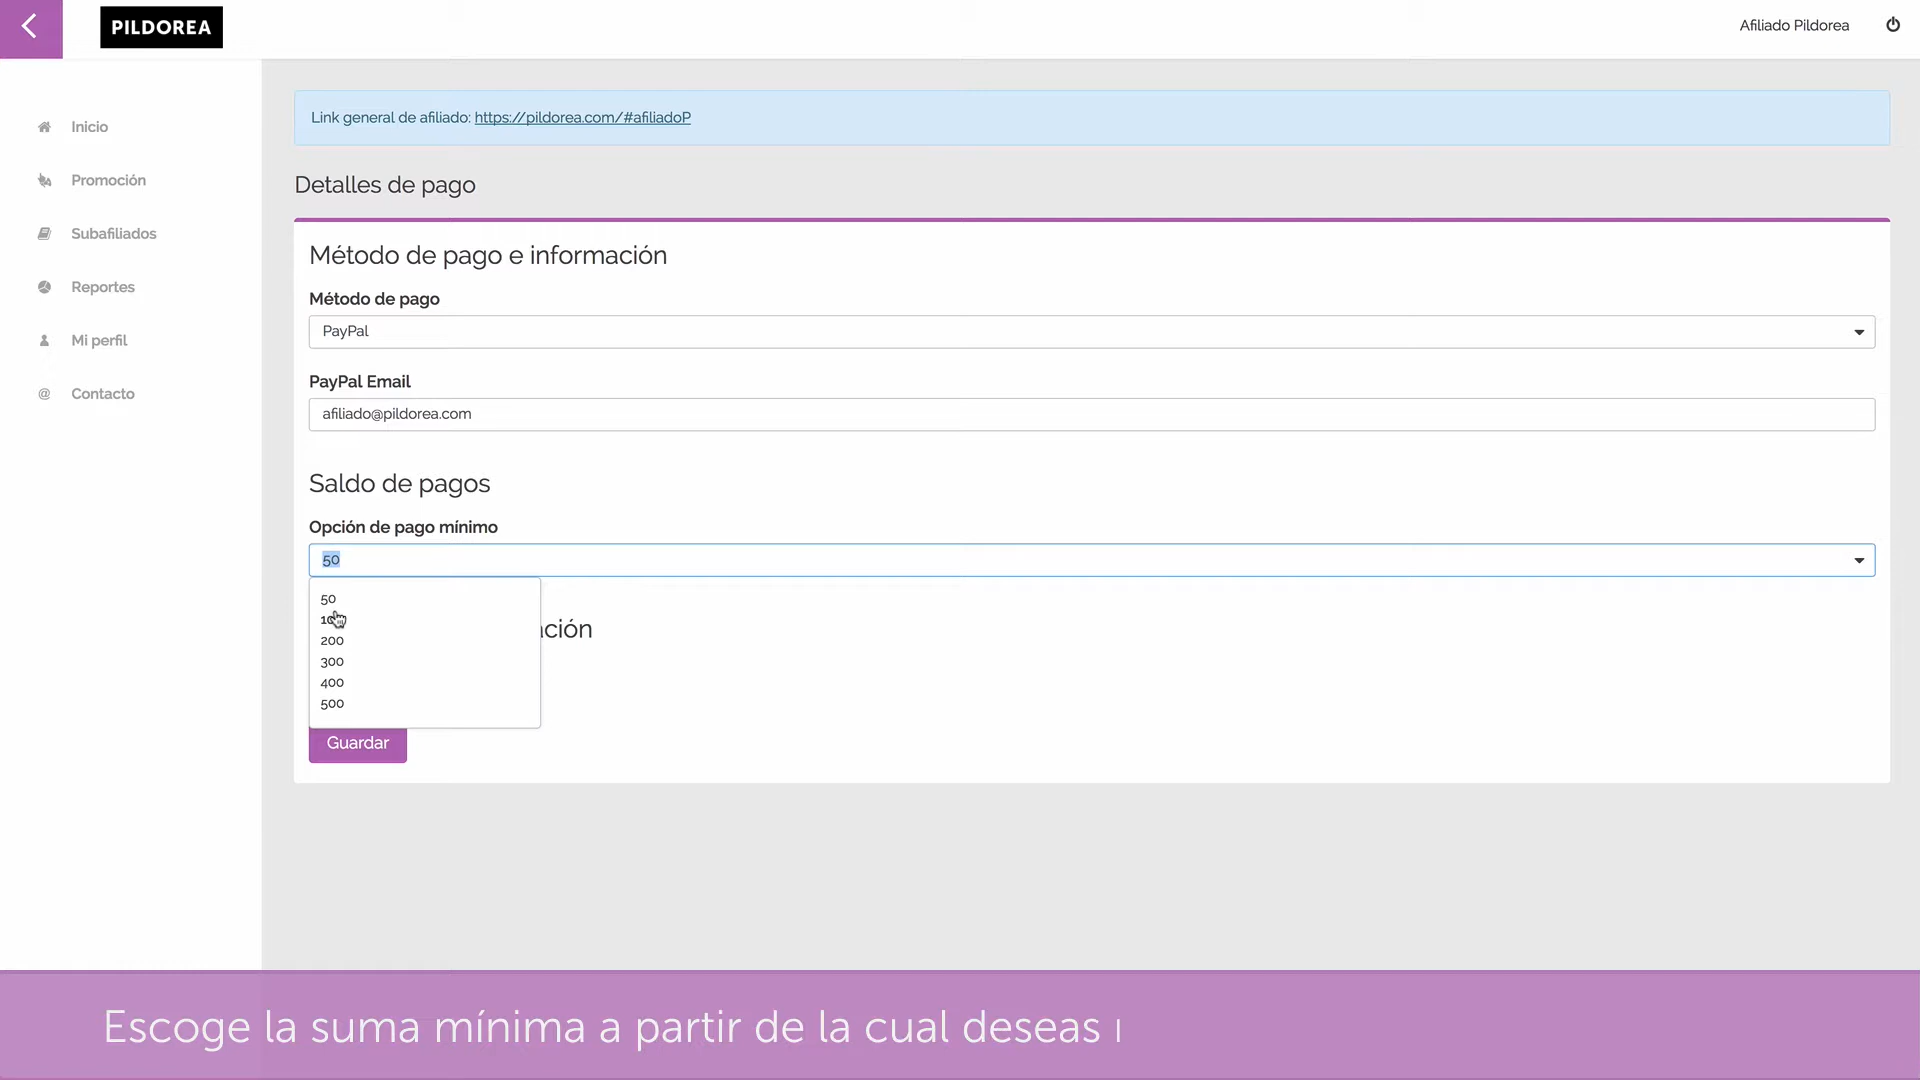 PILDOREA
Afiliado Pildorea
Inicio
Promoción
Subafiliados
Reportes
Mi perfil
@ Contacto
Link general de afiliado: https://pildorea.com/#afiliadoP
Detalles de pago
Método de pago e información
Método de pago
PayPal
PayPal Email
afiliado@pildorea.com
Saldo de pagos
Opción de pago mínimo
50
50
200
300
400
500
Guardar
Escoge la suma mínima a partir de la cual deseas